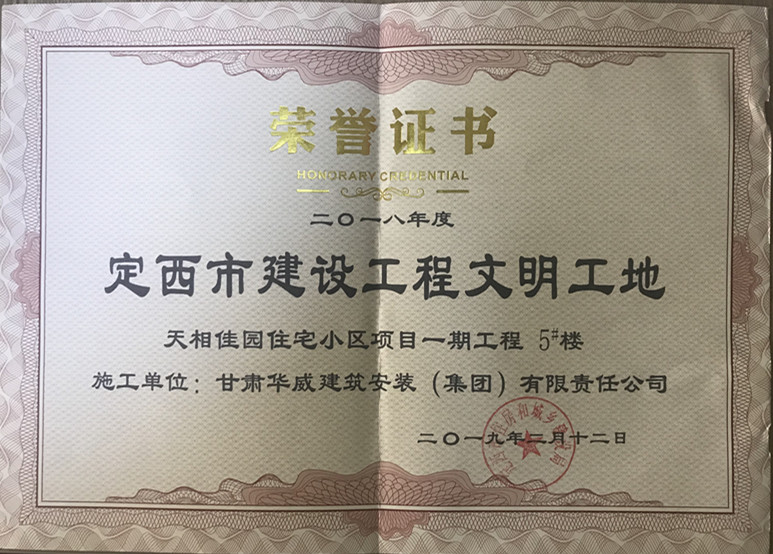 荣誉证书
HONORARY CREDENTIAL
二〇一八年度
定西市建设工程文明工地
天相佳园住宅小区项目一期工程 5#楼
施工单位：甘肃华威建筑安装（集团）有限责任公司
二〇一九年二月十二日